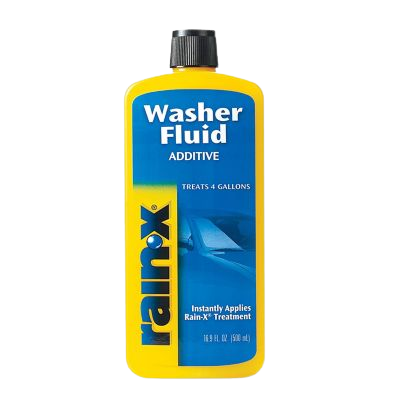 Washer
Fluid
ADDITIVE
TREATS 4 GALLONS
rain-x®
Instantly Applies
Rain-X® Treatment
16.9 FL. OZ. (500 mL)